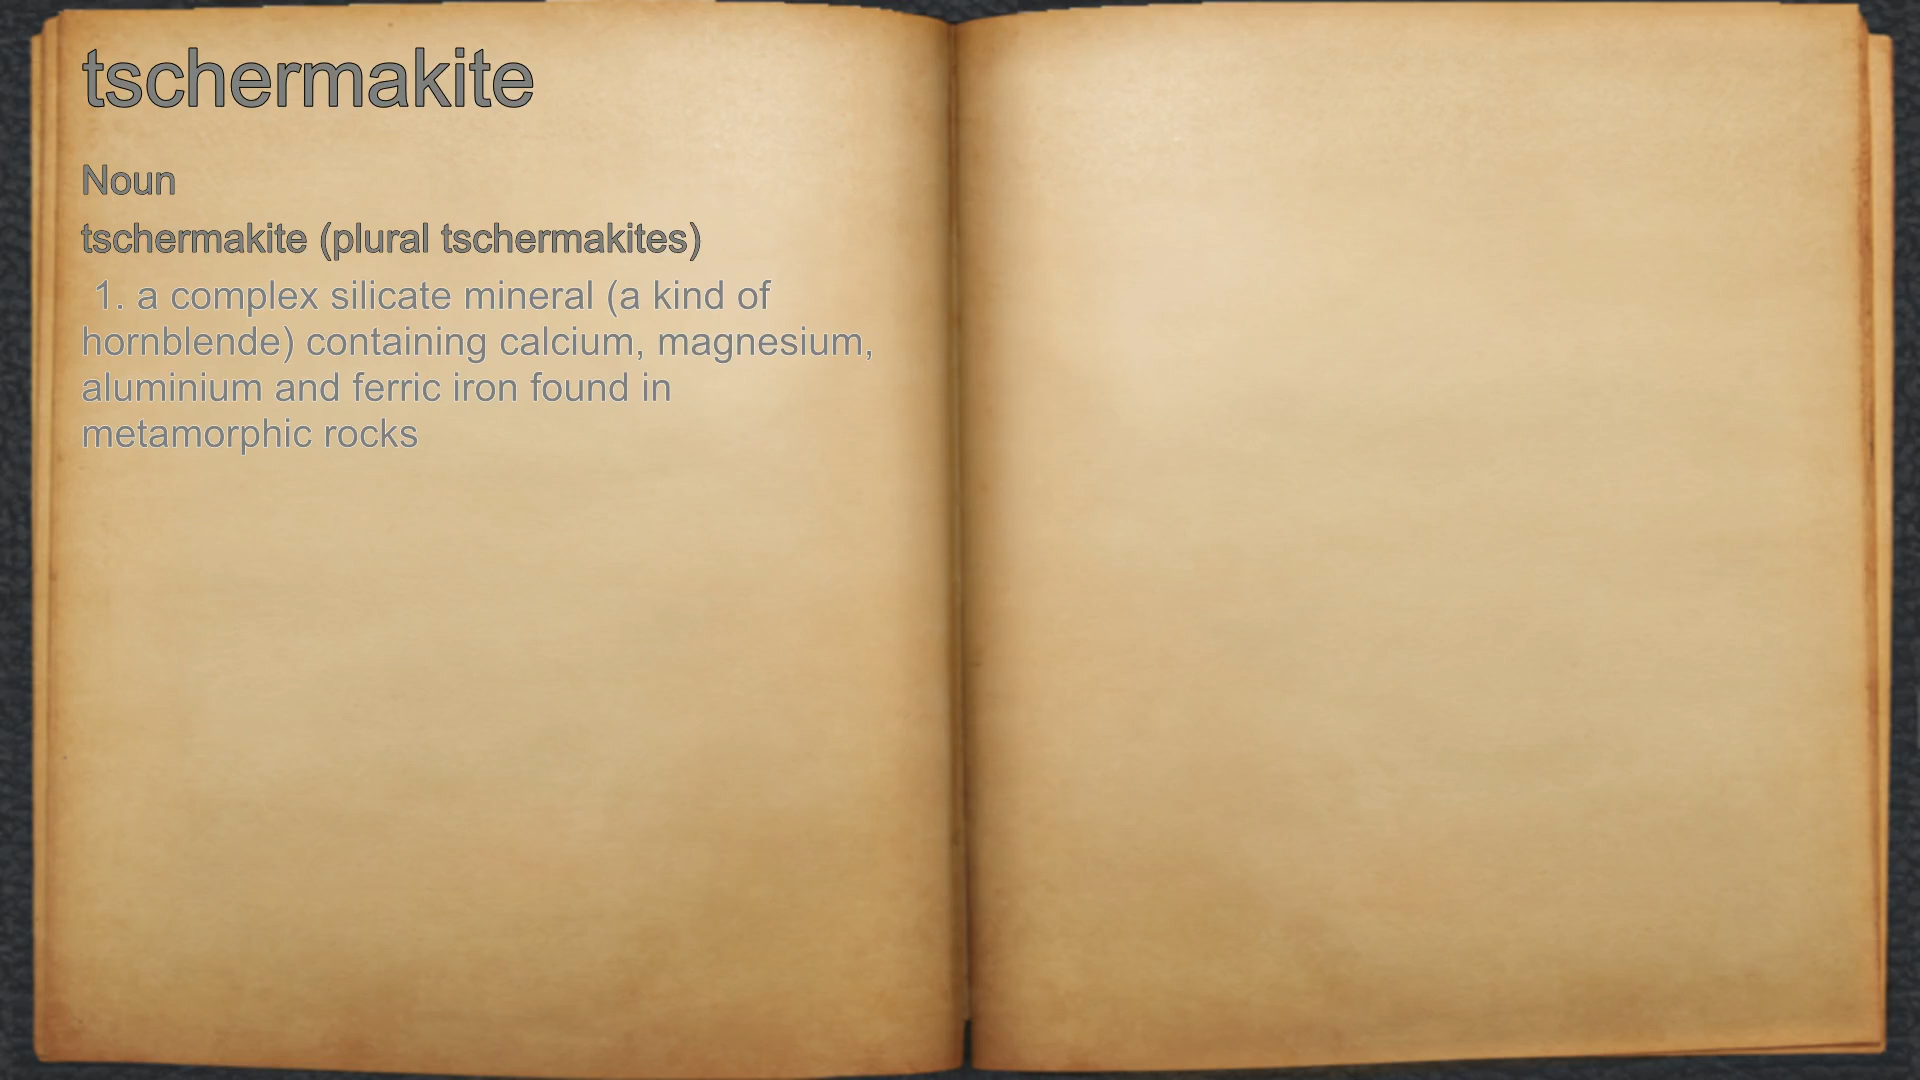 tschermakite
Noun
tschermakite (plural tschermakites)
1. a complex silicate mineral (a kind of
hornblende) containing calcium, magnesium,
aluminium and ferric iron found in
metamorphic rocks